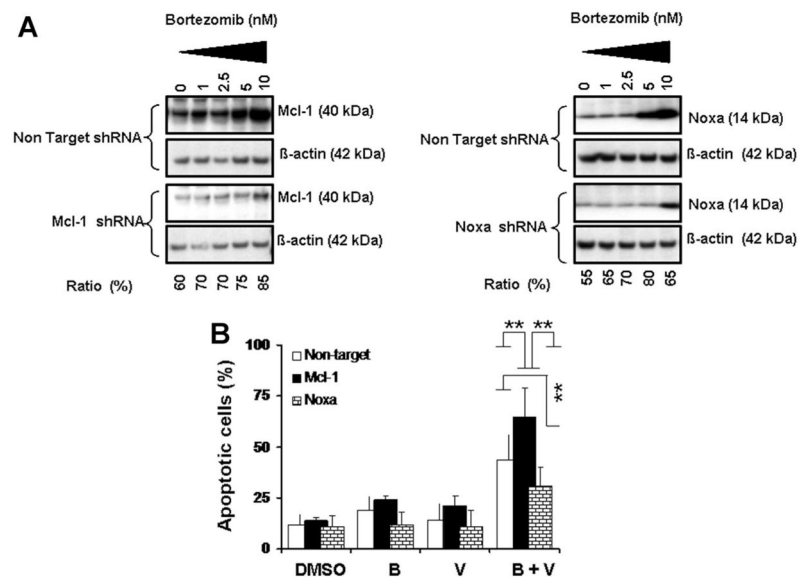 A
Bortezomib (nM)
0 1 2.5 5 10
Non Target shRNA
Mcl-1 (40 kDa)
ß-actin (42 kDa)
Mcl-1 shRNA
Mcl-1 (40 kDa)
ß-actin (42 kDa)
Ratio (%)
60 70 70 75 85
Bortezomib (nM)
0 1 2.5 5 10
Non Target shRNA
Noxa (14 kDa)
ß-actin (42 kDa)
Noxa shRNA
Noxa (14 kDa)
ß-actin (42 kDa)
Ratio (%)
55 65 70 80 65
B
Apoptotic cells (%)
100
75
50
25
0
Non-target
Mcl-1
Noxa
** **
**
DMSO B V B + V